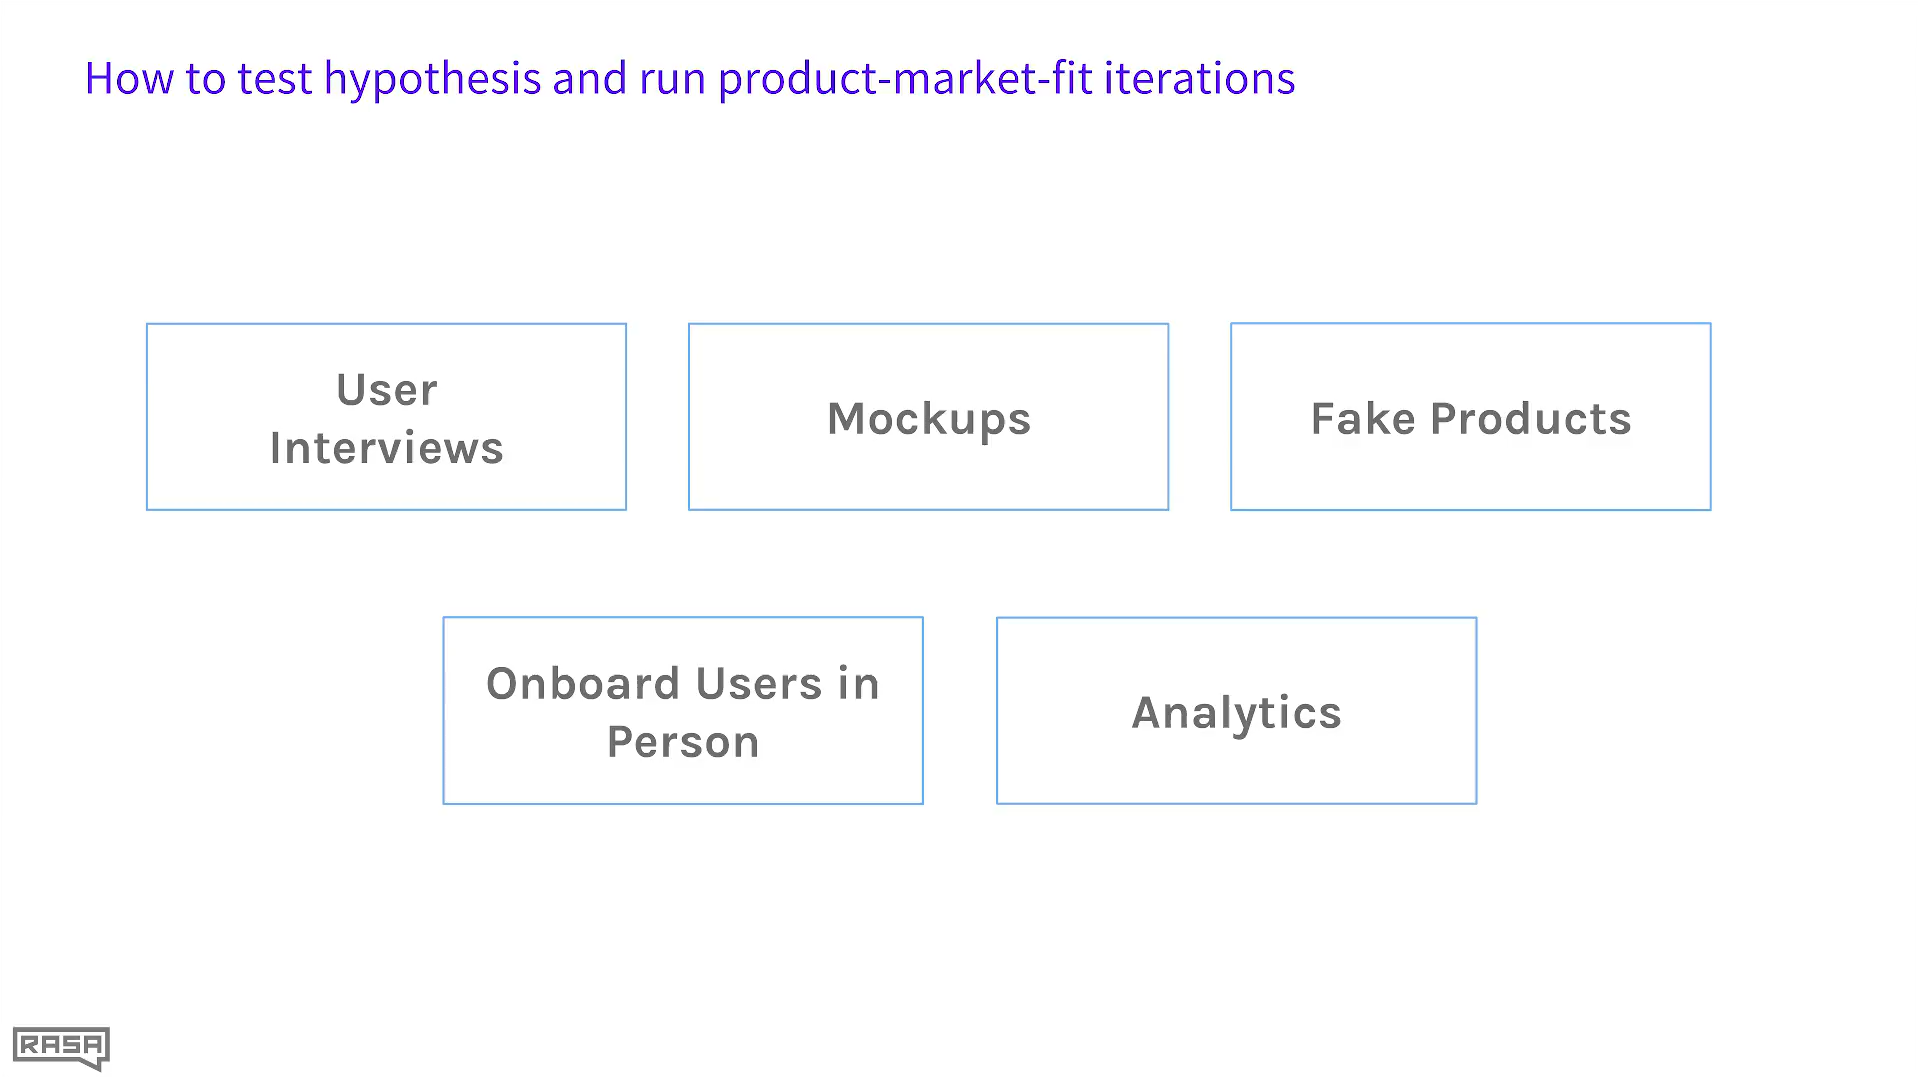 How to test hypothesis and run product-market-fit iterations
User
Interviews
Mockups
Fake Products
Onboard Users in
Person
Analytics
RASA